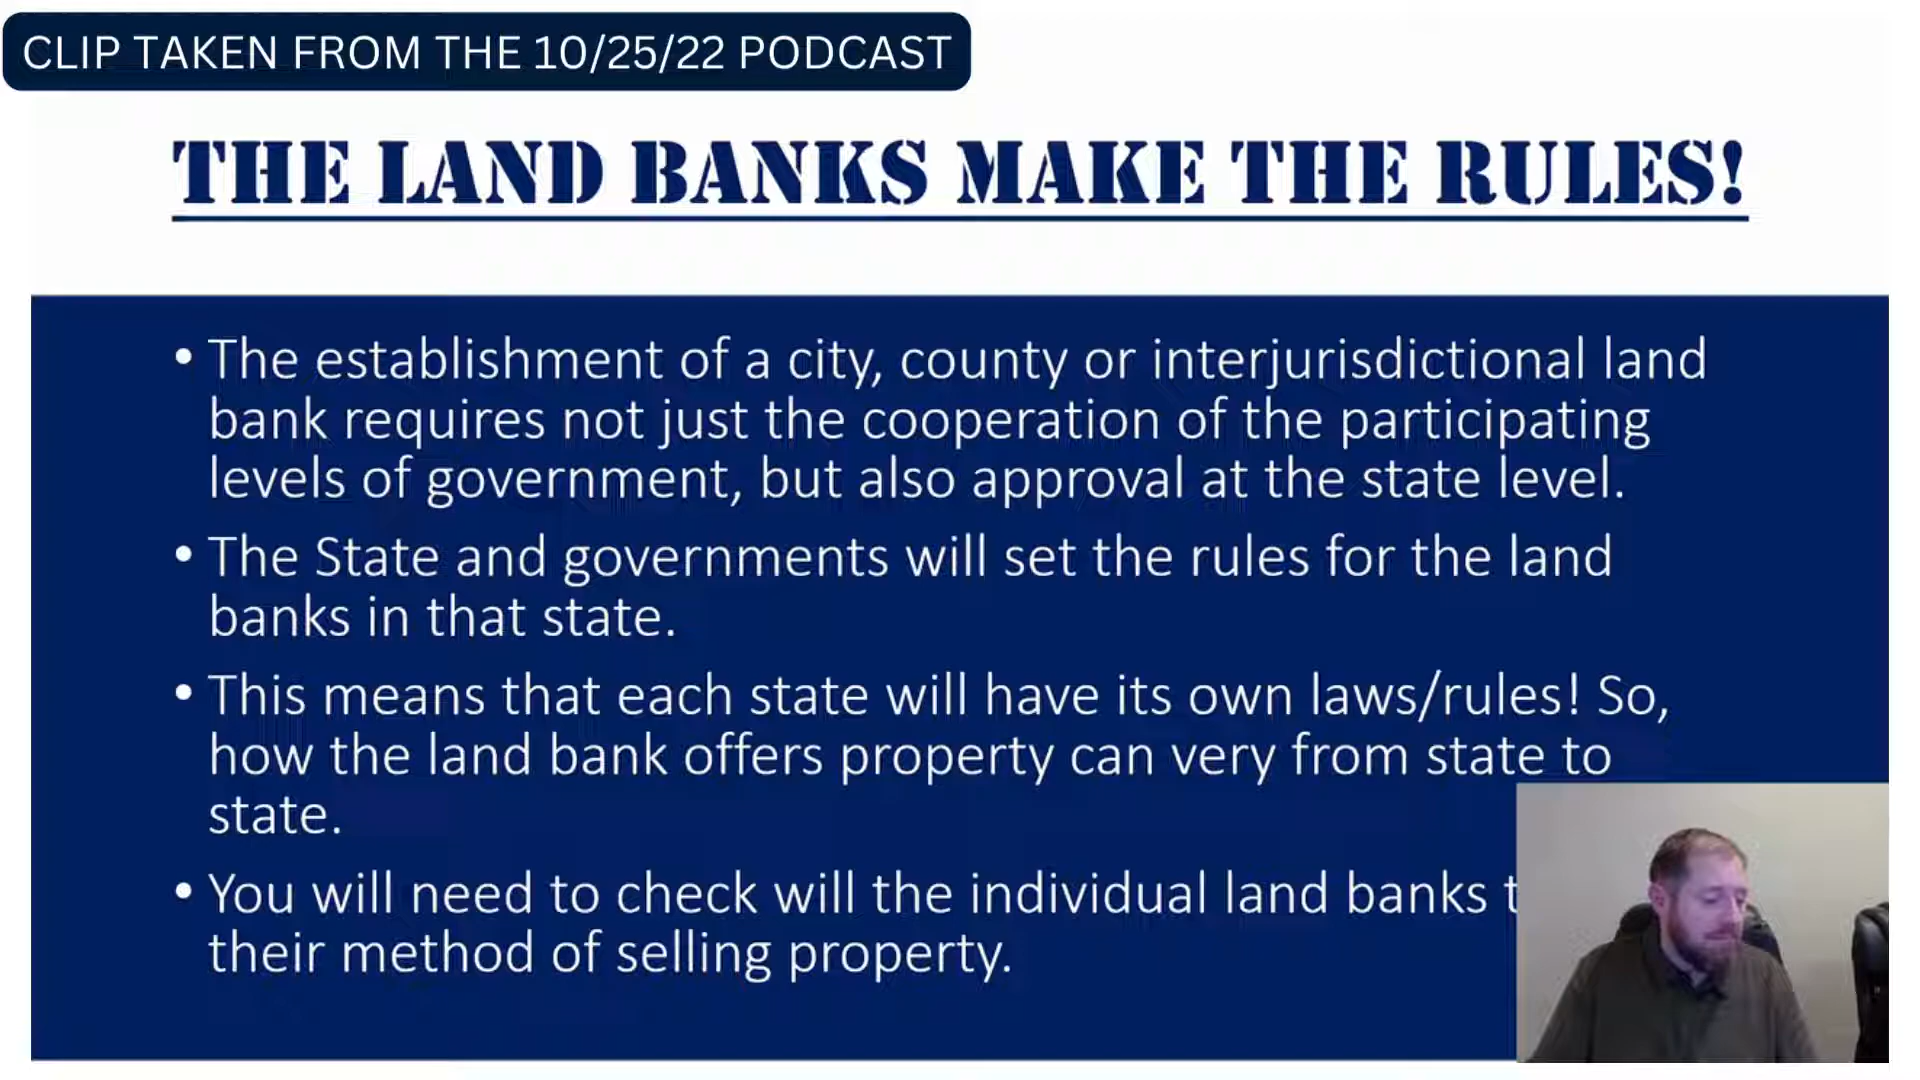 CLIP TAKEN FROM THE 10/25/22 PODCAST
THE LAND BANKS MAKE THE RULES!
• The establishment of a city, county or interjurisdictional land
bank requires not just the cooperation of the participating
levels of government, but also approval at the state level.
• The State and governments will set the rules for the land
banks in that state.
• This means that each state will have its own laws/rules! So,
how the land bank offers property can very from state to
state.
• You will need to check will the individual land banks
their method of selling property.